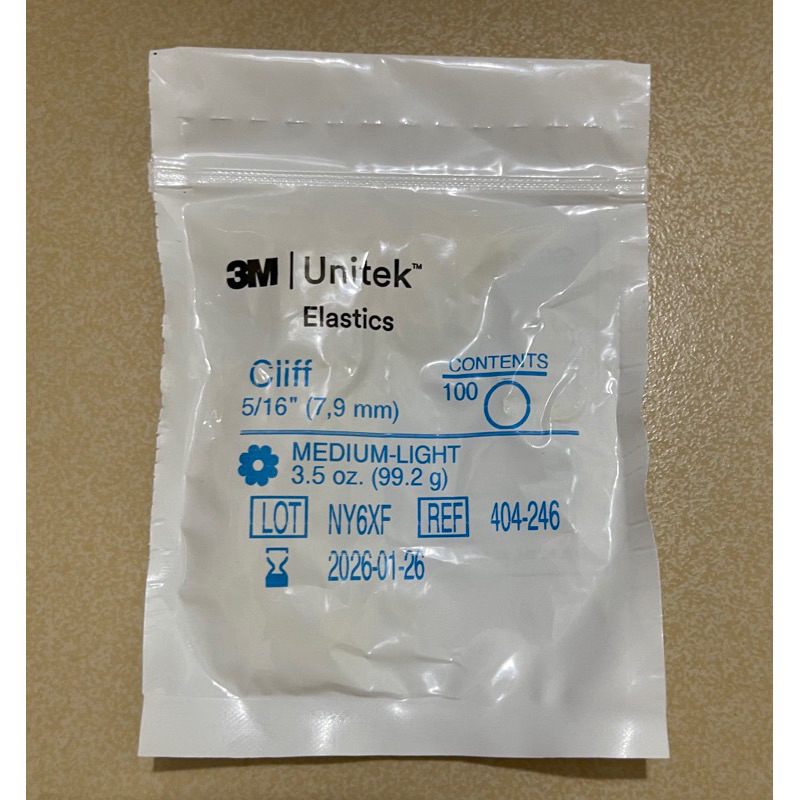 3M | Unitek™
Elastics
Cliff
5/16" (7,9 mm)
CONTENTS
100
MEDIUM-LIGHT
3.5 oz. (99.2 g)
LOT NY6XF REF 404-246
2026-01-26